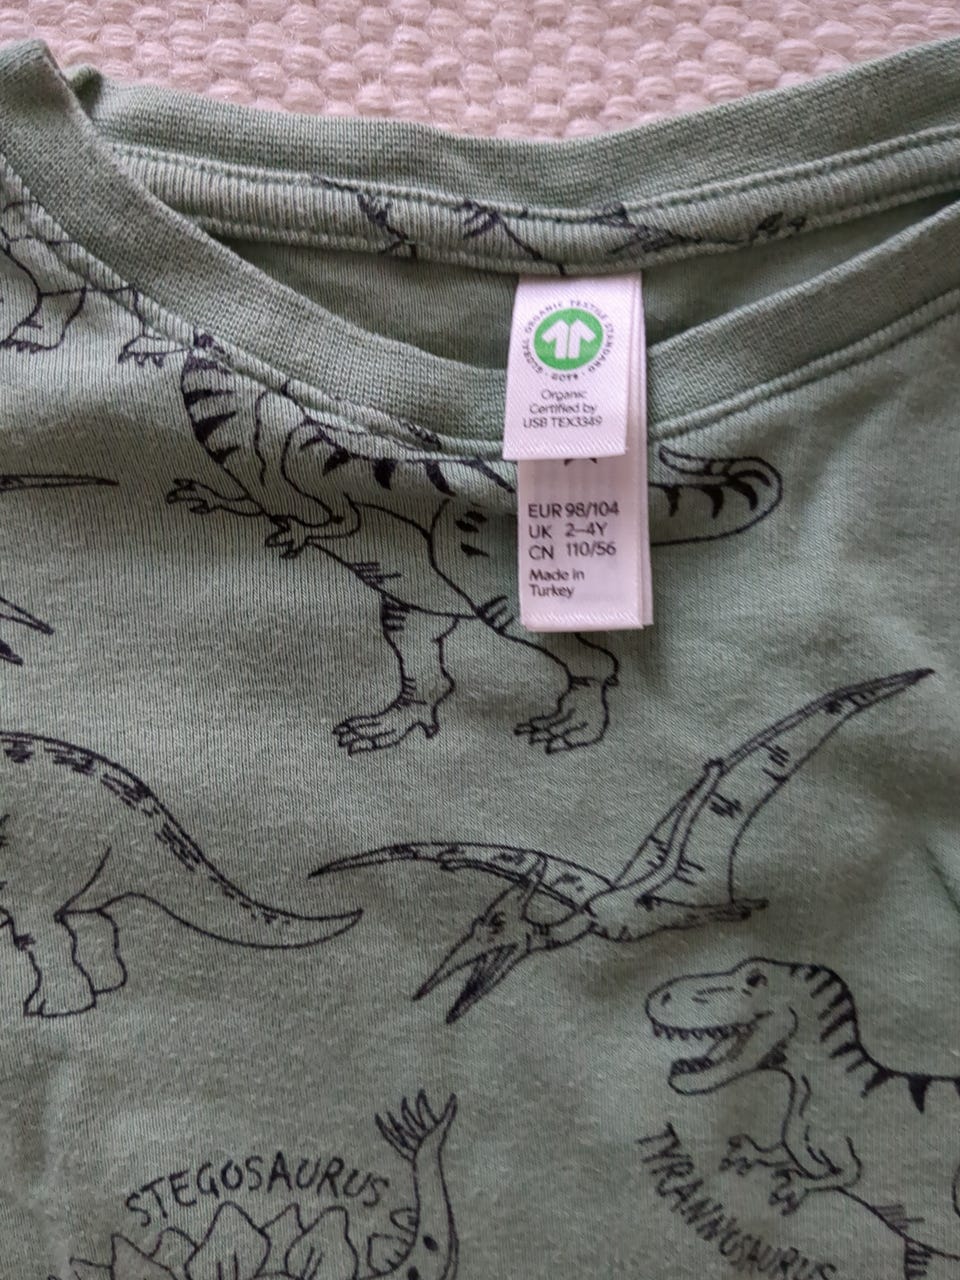 GLOBAL ORGANIC TEXTILE STANDARD · GOTS ·
Organic
Certified by
USB TEX3349
EUR 98/104
UK 2-4Y
CN 110/56
Made in
Turkey
STEGOSAURUS
TYRANNOSAURUS